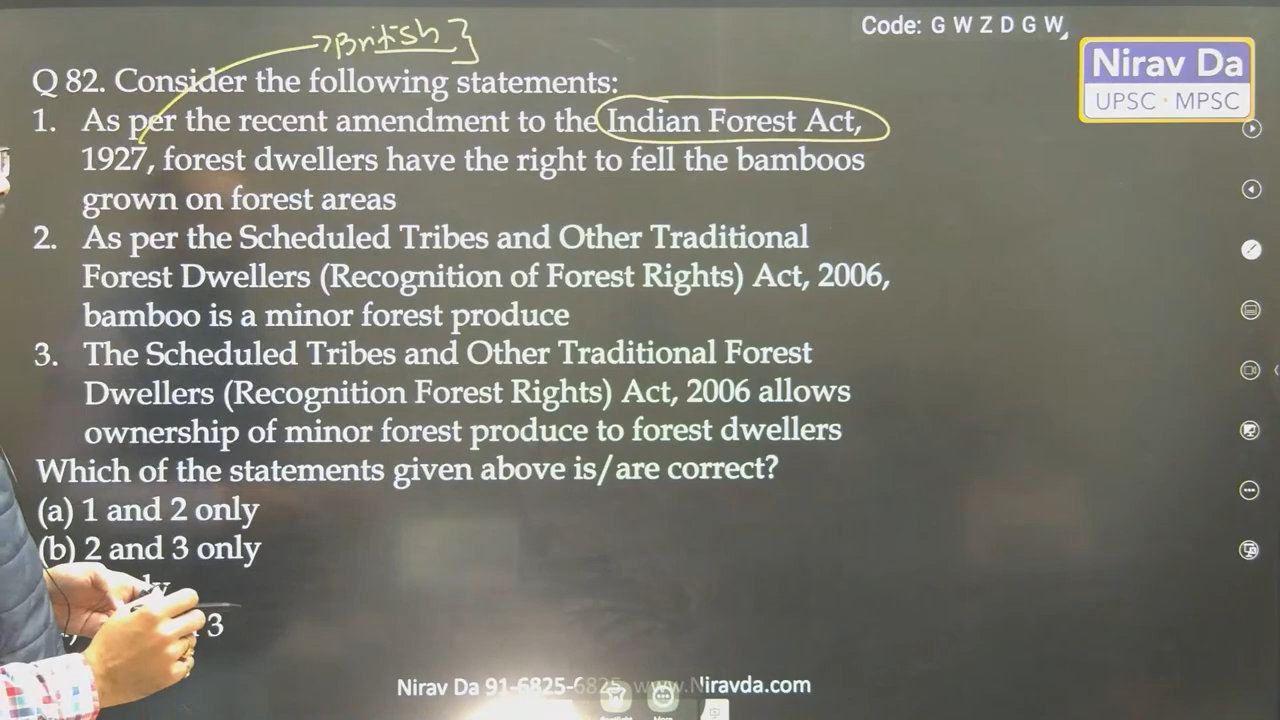 Code: G W Z D G W
British }
Nirav Da
UPSC · MPSC
Q 82. Consider the following statements:
1. As per the recent amendment to the Indian Forest Act,
1927, forest dwellers have the right to fell the bamboos
grown on forest areas
2. As per the Scheduled Tribes and Other Traditional
Forest Dwellers (Recognition of Forest Rights) Act, 2006,
bamboo is a minor forest produce
3. The Scheduled Tribes and Other Traditional Forest
Dwellers (Recognition Forest Rights) Act, 2006 allows
ownership of minor forest produce to forest dwellers
Which of the statements given above is/are correct?
(a) 1 and 2 only
(b) 2 and 3 only
3
Nirav Da 91-6825-6825 www.Niravda.com